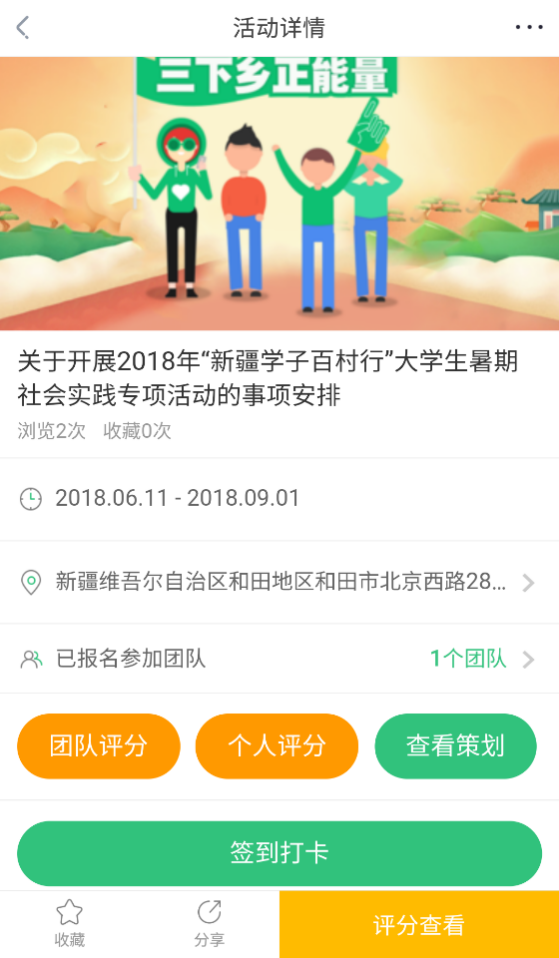 活动详情
三下乡正能量
关于开展2018年“新疆学子百村行”大学生暑期
社会实践专项活动的事项安排
浏览2次 收藏0次
2018.06.11 - 2018.09.01
新疆维吾尔自治区和田地区和田市北京西路28...
已报名参加团队 1个团队
团队评分 个人评分 查看策划
签到打卡
收藏 分享 评分查看